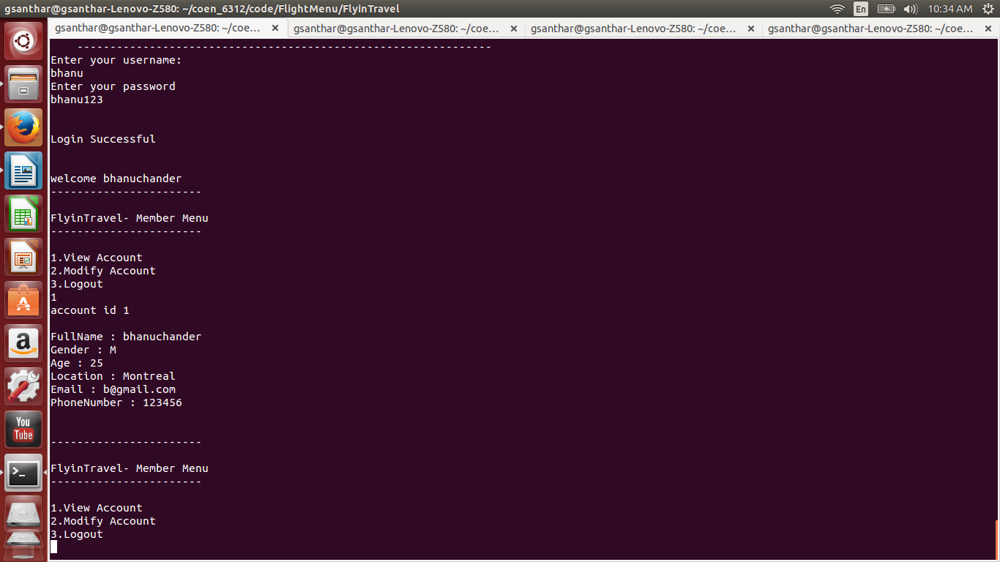 gsanthar@gsanthar-Lenovo-Z580: ~/coen_6312/code/FlightMenu/FlyinTravel
En
10:34 AM
gsanthar@gsanthar-Lenovo-Z580: ~/coe...
gsanthar@gsanthar-Lenovo-Z580: ~/coe...
gsanthar@gsanthar-Lenovo-Z580: ~/coe...
gsanthar@gsanthar-Lenovo-Z580: ~/coe...
---------------------------------------------------------------
Enter your username:
bhanu
Enter your password
bhanu123
Login Successful
welcome bhanuchander
-----------------------
FlyinTravel- Member Menu
-----------------------
1.View Account
2.Modify Account
3.Logout
1
account id 1
FullName : bhanuchander
Gender : M
Age : 25
Location : Montreal
Email : b@gmail.com
PhoneNumber : 123456
-----------------------
FlyinTravel- Member Menu
-----------------------
1.View Account
2.Modify Account
3.Logout
a
You
Tube
>_